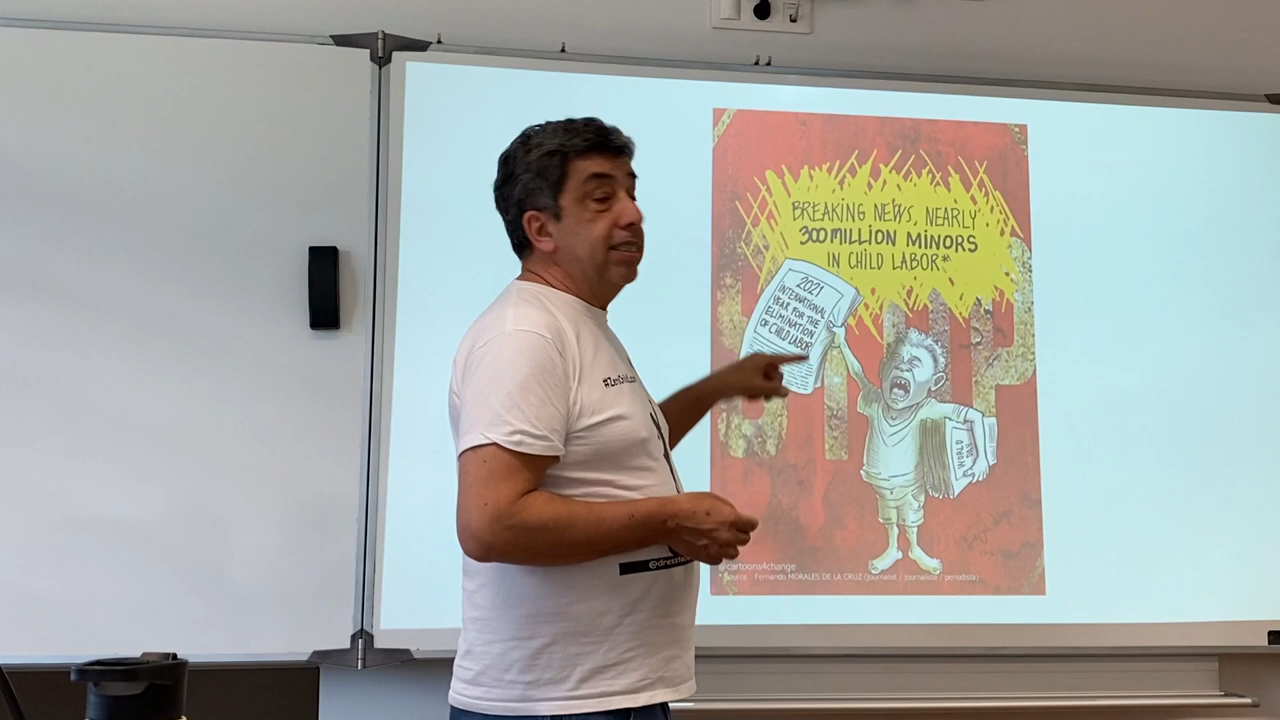 BREAKING NEWS, NEARLY
300 MILLION MINORS
IN CHILD LABOR*
2021
INTERNATIONAL
YEAR FOR THE
ELIMINATION
OF CHILD LABOR
WORLD
DAY
@cartoons4change
* Source : Fernando MORALES DE LA CRUZ (journalist / journaliste / periodista)